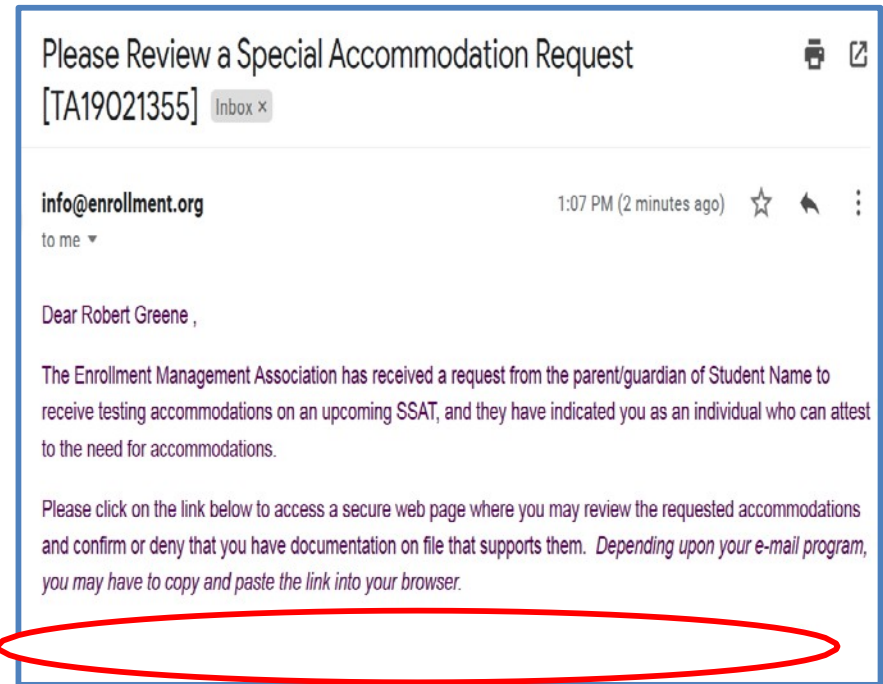 Please Review a Special Accommodation Request
[TA19021355] Inbox ×
info@enrollment.org 1:07 PM (2 minutes ago)
to me
Dear Robert Greene ,
The Enrollment Management Association has received a request from the parent/guardian of Student Name to
receive testing accommodations on an upcoming SSAT, and they have indicated you as an individual who can attest
to the need for accommodations.
Please click on the link below to access a secure web page where you may review the requested accommodations
and confirm or deny that you have documentation on file that supports them. Depending upon your e-mail program,
you may have to copy and paste the link into your browser.